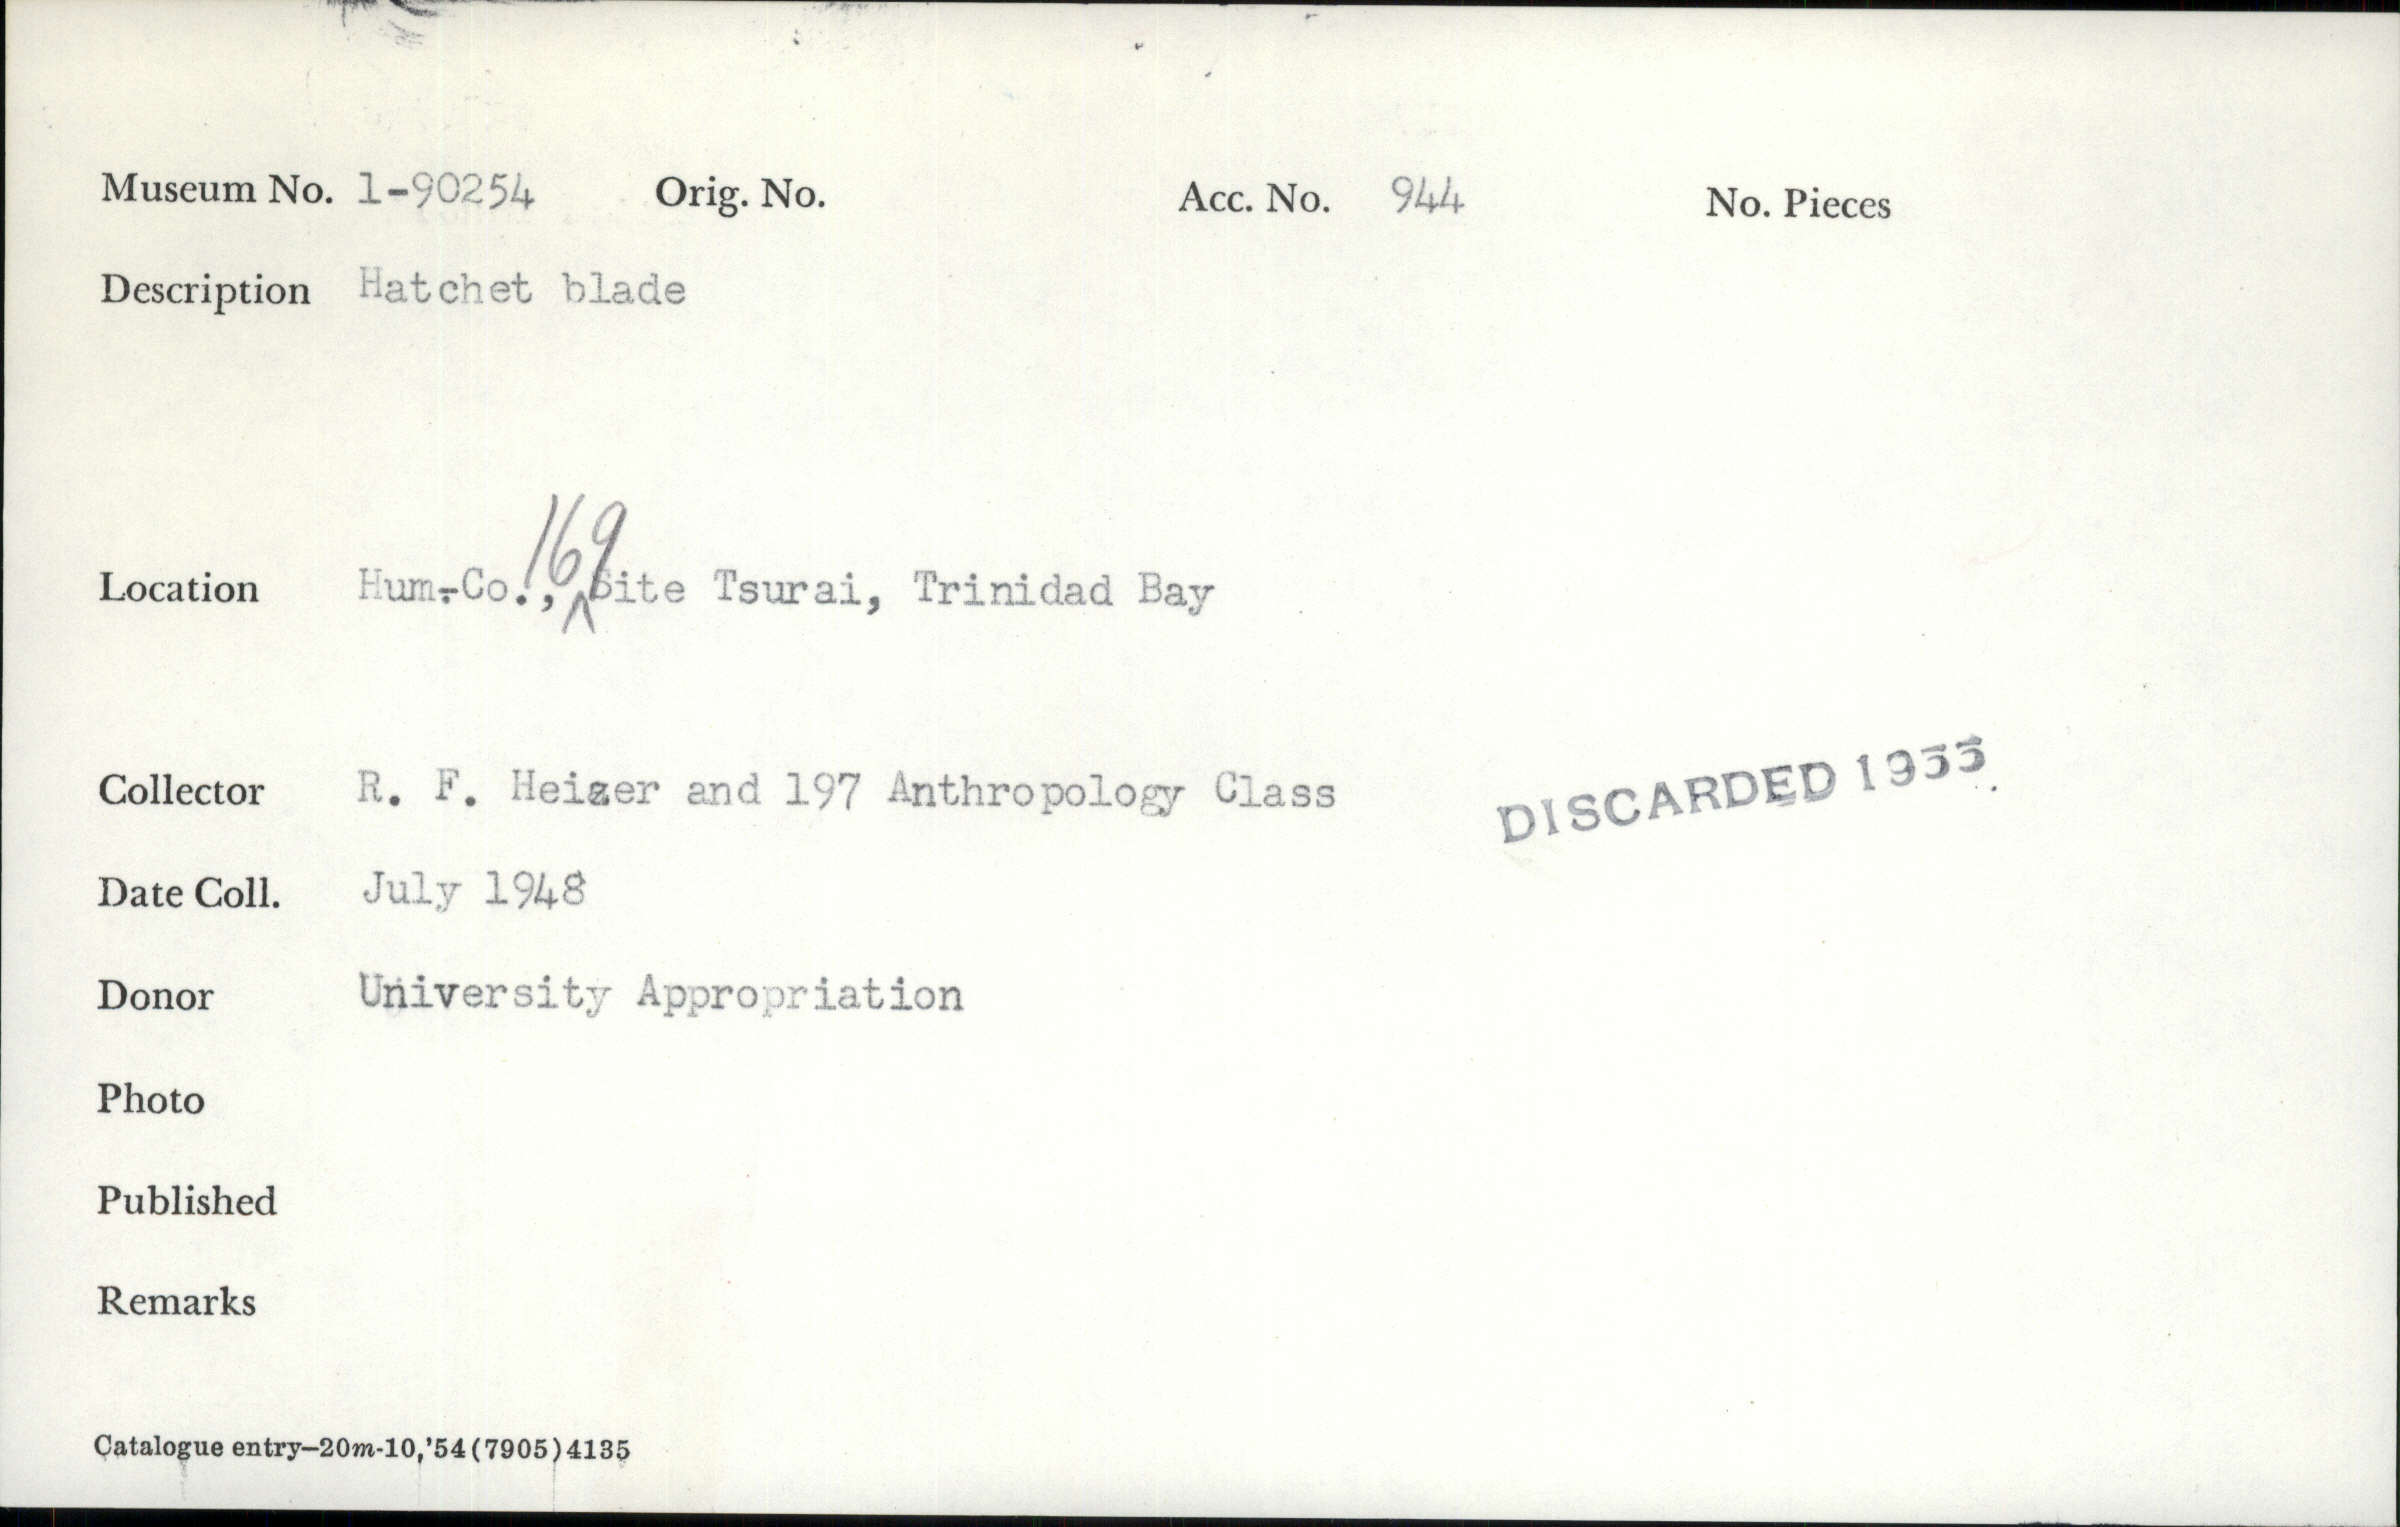 Museum No. 1-90254 Orig. No. Acc. No. 944 No. Pieces
Description Hatchet blade
169
Location Hum.-Co., ^ Site Tsurai, Trinidad Bay
Collector R. F. Heizer and 197 Anthropology Class
DISCARDED 1955
Date Coll. July 1948
Donor University Appropriation
Photo
Published
Remarks
Catalogue entry—20m-10,'54(7905)4135